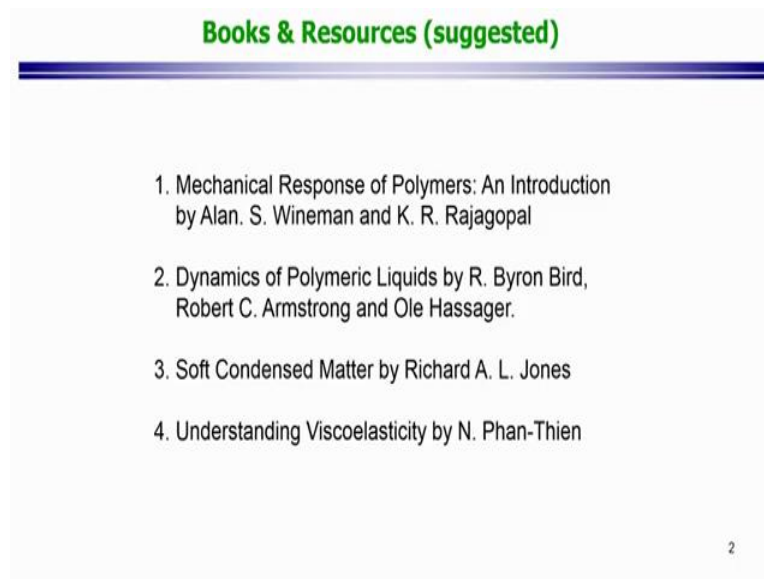 Books & Resources (suggested)
1. Mechanical Response of Polymers: An Introduction
by Alan. S. Wineman and K. R. Rajagopal
2. Dynamics of Polymeric Liquids by R. Byron Bird,
Robert C. Armstrong and Ole Hassager.
3. Soft Condensed Matter by Richard A. L. Jones
4. Understanding Viscoelasticity by N. Phan-Thien
2